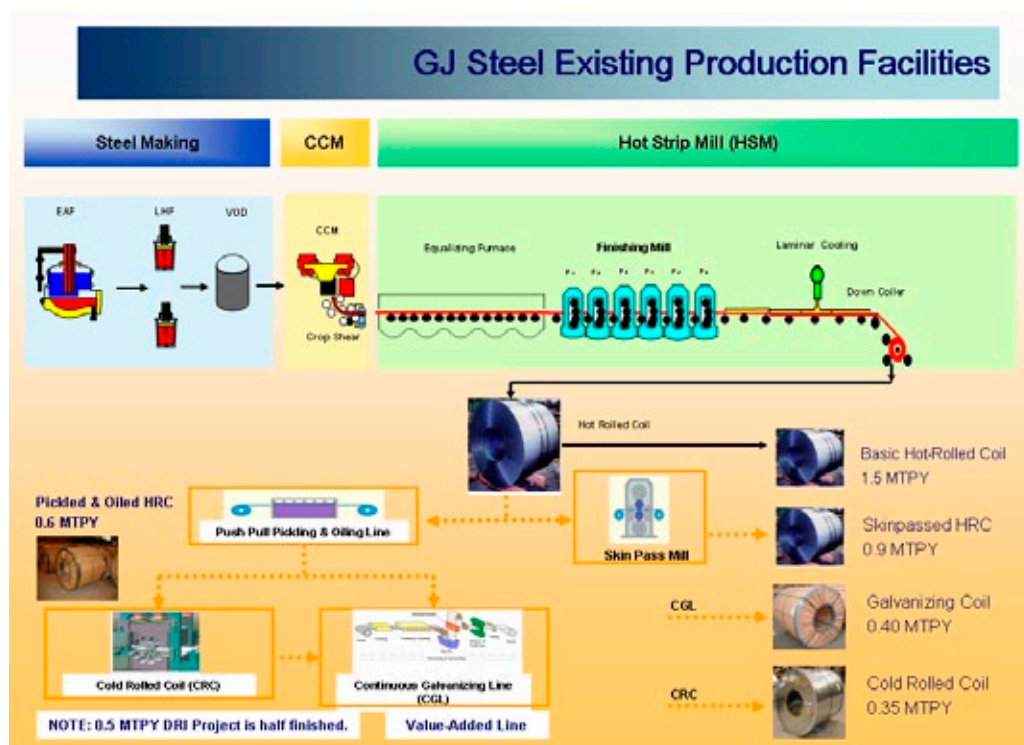 GJ Steel Existing Production Facilities
Steel Making
CCM
Hot Strip Mill (HSM)
EAF
LHF
VOD
CCM
Crop Shear
Equalizing Furnace
Finishing Mill
Laminar Cooling
Down Coiler
Hot Rolled Coil
Basic Hot-Rolled Coil
1.5 MTPY
Pickled & Oiled HRC
0.6 MTPY
Push Pull Pickling & Oiling Line
Skin Pass Mill
Skinpassed HRC
0.9 MTPY
CGL
Galvanizing Coil
0.40 MTPY
Cold Rolled Coil (CRC)
Continuous Galvanizing Line
(CGL)
CRC
Cold Rolled Coil
0.35 MTPY
NOTE: 0.5 MTPY DRI Project is half finished.
Value-Added Line